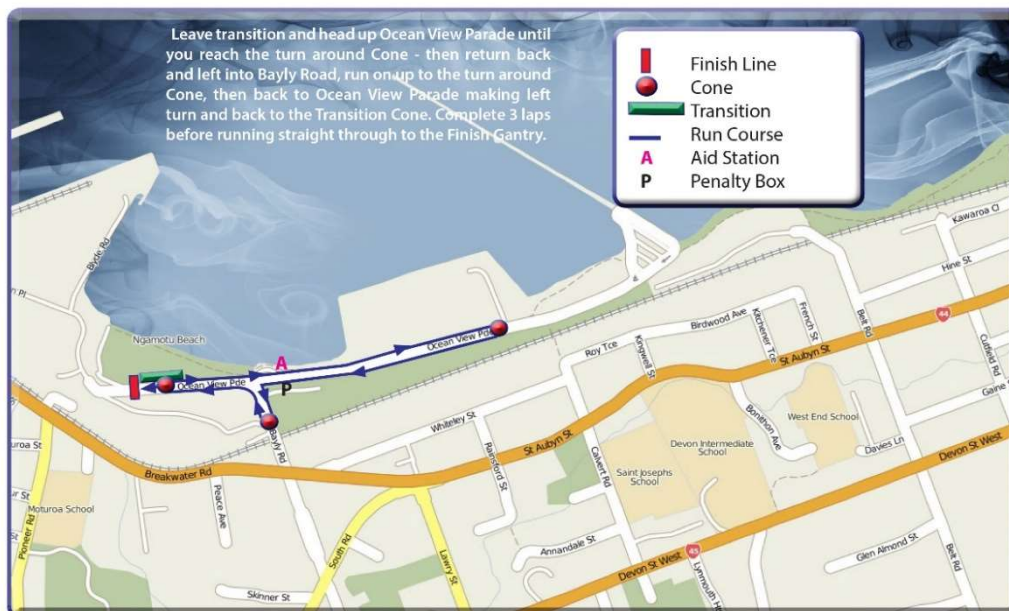 Leave transition and head up Ocean View Parade until
you reach the turn around Cone - then return back
and left into Bayly Road, run on up to the turn around
Cone, then back to Ocean View Parade making left
turn and back to the Transition Cone. Complete 3 laps
before running straight through to the Finish Gantry.
Finish Line
Cone
Transition
Run Course
A Aid Station
P Penalty Box
Kawaroa Cl
Blyde Rd
Hine St
44
Ngamotu Beach
Ocean View Pde
Birdwood Ave
French St
Kitchener Tce
Belt Rd
Cutfield Rd
Roy Tce
Kingwell St
St Aubyn St
A
Ocean View Pde
P
Gaine
West End School
Bonithon Ave
Whiteley St
Bayly Rd
Devon Intermediate
School
Davies Ln
Devon St West
St Aubyn St
Rainsford St
Calvert Rd
Saint Josephs
School
Breakwater Rd
Peace Ave
Moturoa School
Pioneer Rd
South Rd
Lawry St
Annandale St
45
Devon St West
Glen Almond St
Belt Rd
Skinner St
Lynmouth